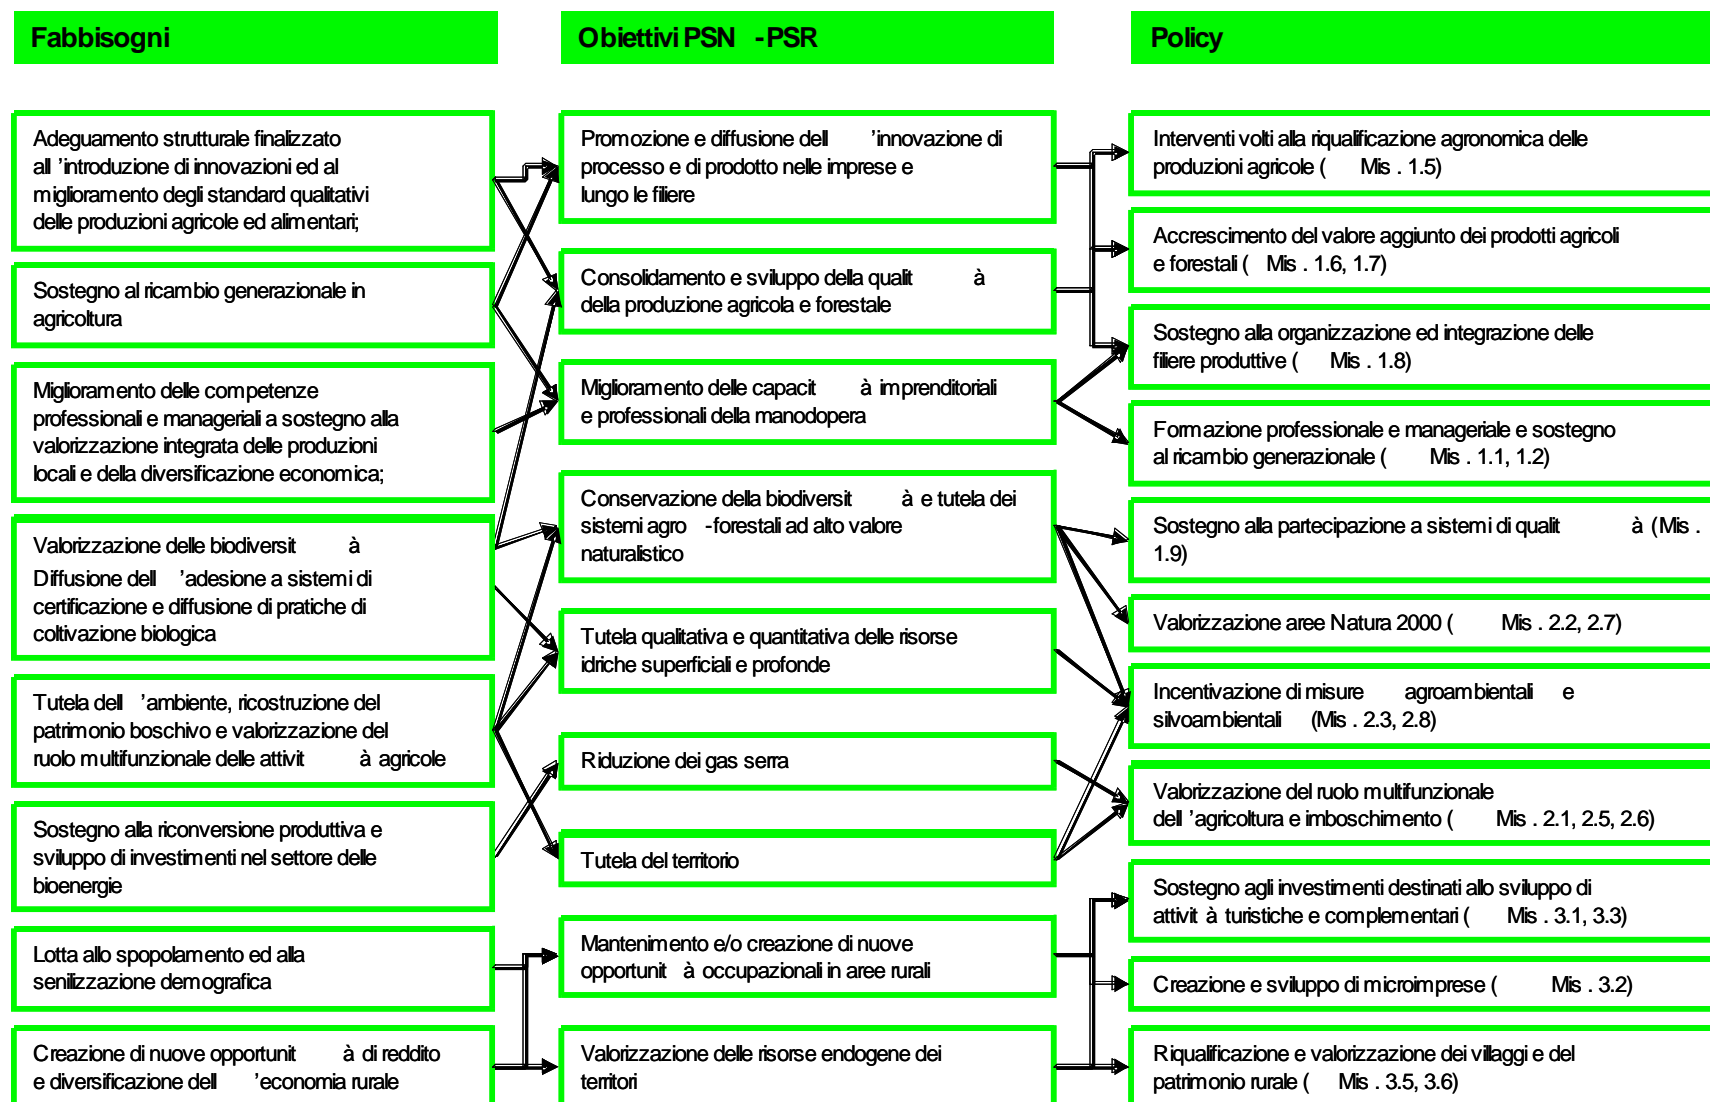 Fabbisogni
Adeguamento strutturale finalizzato
all 'introduzione di innovazioni ed al
miglioramento degli standard qualitativi
delle produzioni agricole ed alimentari;
Sostegno al ricambio generazionale in
agricoltura
Miglioramento delle competenze
professionali e manageriali a sostegno alla
valorizzazione integrata delle produzioni
locali e della diversificazione economica;
Valorizzazione delle biodiversit à
Diffusione dell 'adesione a sistemi di
certificazione e diffusione di pratiche di
coltivazione biologica
Tutela dell 'ambiente, ricostruzione del
patrimonio boschivo e valorizzazione del
ruolo multifunzionale delle attivit à agricole
Sostegno alla riconversione produttiva e
sviluppo di investimenti nel settore delle
bioenergie
Lotta allo spopolamento ed alla
senilizzazione demografica
Creazione di nuove opportunit à di reddito
e diversificazione dell 'economia rurale
Obiettivi PSN -PSR
Promozione e diffusione dell 'innovazione di
processo e di prodotto nelle imprese e
lungo le filiere
Consolidamento e sviluppo della qualit à
della produzione agricola e forestale
Miglioramento delle capacit à imprenditoriali
e professionali della manodopera
Conservazione della biodiversit à e tutela dei
sistemi agro -forestali ad alto valore
naturalistico
Tutela qualitativa e quantitativa delle risorse
idriche superficiali e profonde
Riduzione dei gas serra
Tutela del territorio
Mantenimento e/o creazione di nuove
opportunit à occupazionali in aree rurali
Valorizzazione delle risorse endogene dei
territori
Policy
Interventi volti alla riqualificazione agronomica delle
produzioni agricole ( Mis . 1.5)
Accrescimento del valore aggiunto dei prodotti agricoli
e forestali ( Mis . 1.6, 1.7)
Sostegno alla organizzazione ed integrazione delle
filiere produttive ( Mis . 1.8)
Formazione professionale e manageriale e sostegno
al ricambio generazionale ( Mis . 1.1, 1.2)
Sostegno alla partecipazione a sistemi di qualit à (Mis .
1.9)
Valorizzazione aree Natura 2000 ( Mis . 2.2, 2.7)
Incentivazione di misure agroambientali e
silvoambientali (Mis . 2.3, 2.8)
Valorizzazione del ruolo multifunzionale
dell 'agricoltura e imboschimento ( Mis . 2.1, 2.5, 2.6)
Sostegno agli investimenti destinati allo sviluppo di
attivit à turistiche e complementari ( Mis . 3.1, 3.3)
Creazione e sviluppo di microimprese ( Mis . 3.2)
Riqualificazione e valorizzazione dei villaggi e del
patrimonio rurale ( Mis . 3.5, 3.6)